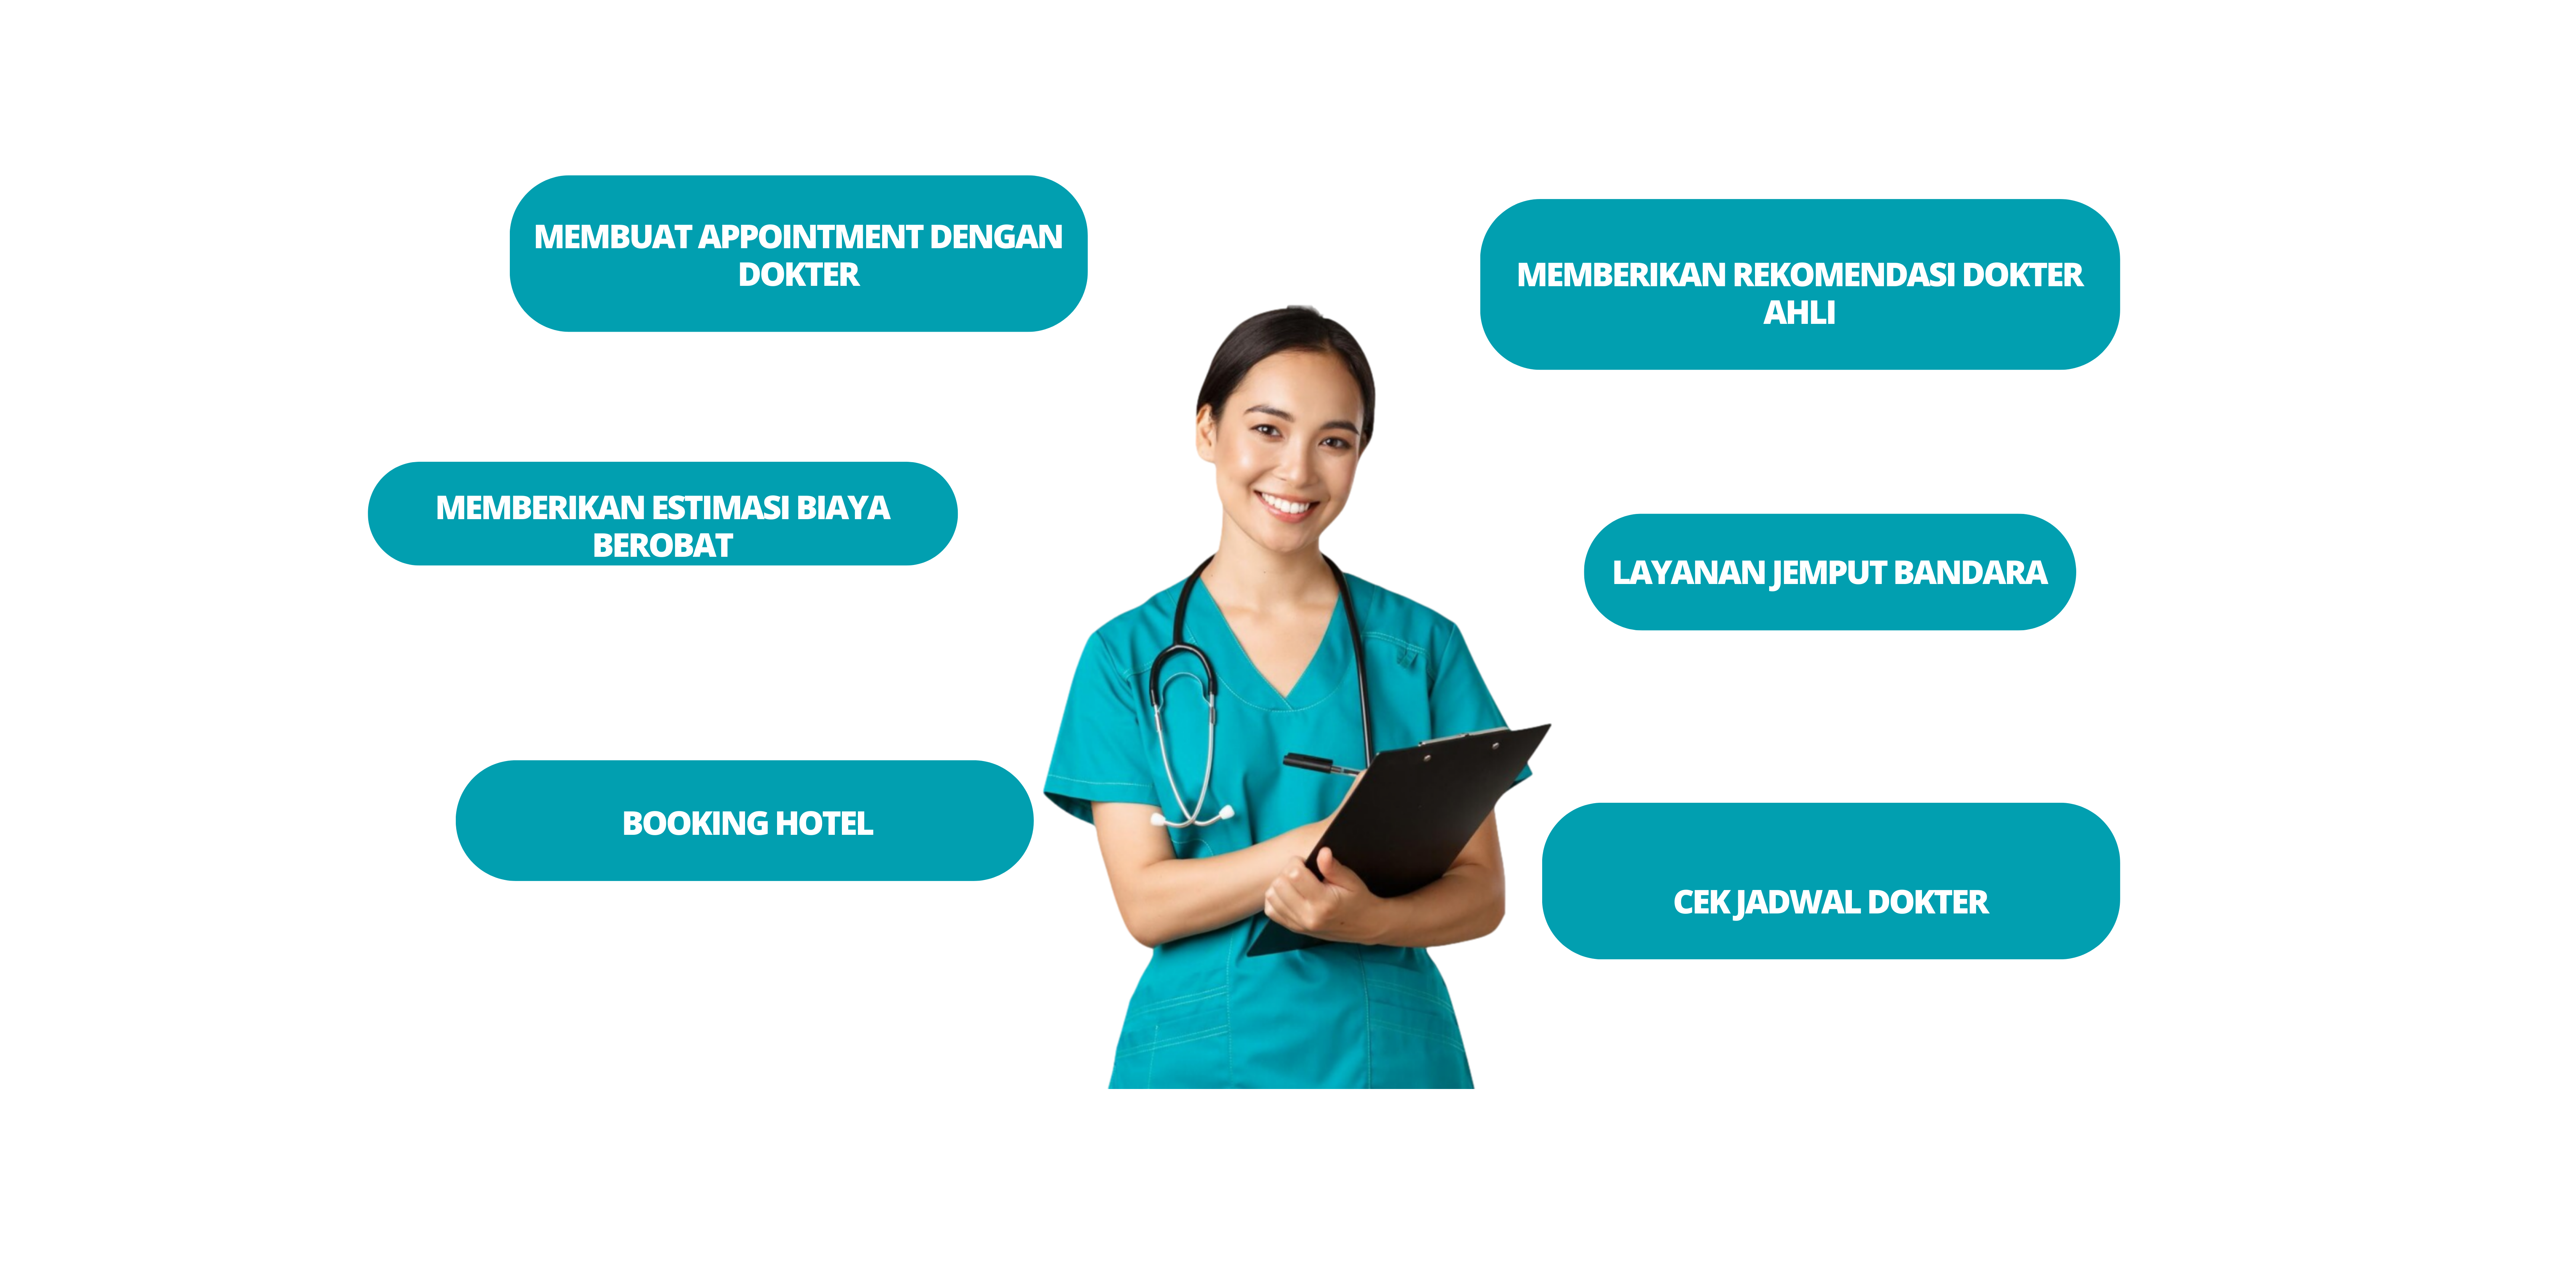 MEMBUAT APPOINTMENT DENGAN
DOKTER
MEMBERIKAN REKOMENDASI DOKTER
AHLI
MEMBERIKAN ESTIMASI BIAYA
BEROBAT
LAYANAN JEMPUT BANDARA
BOOKING HOTEL
CEK JADWAL DOKTER